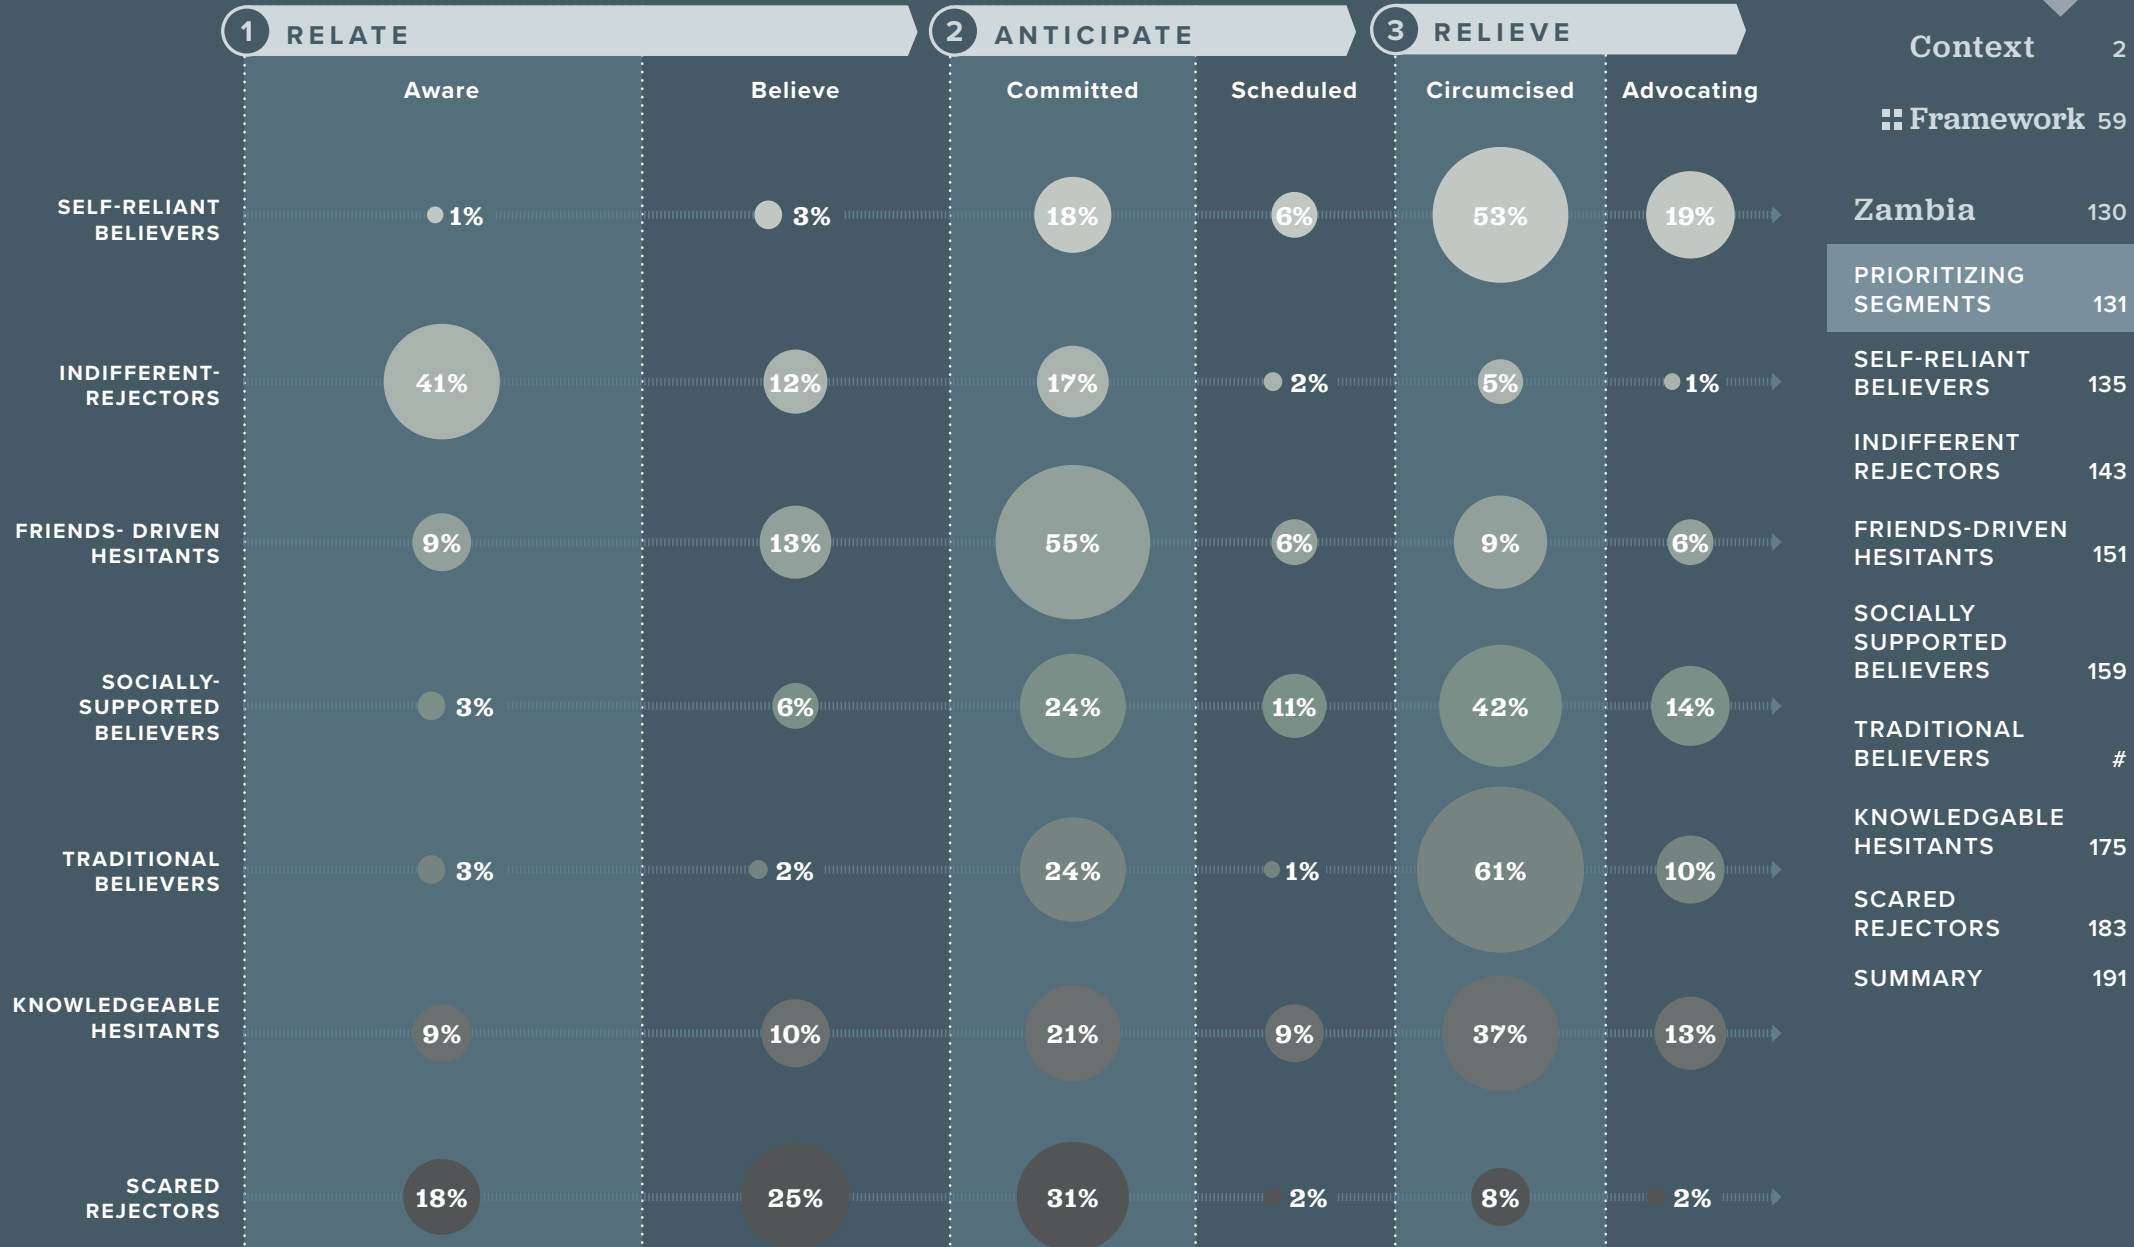 1 RELATE
2 ANTICIPATE
3 RELIEVE
Aware Believe Committed Scheduled Circumcised Advocating
SELF-RELIANT
BELIEVERS
1% 3% 18% 6% 53% 19%
INDIFFERENT-
REJECTORS
41% 12% 17% 2% 5% 1%
FRIENDS- DRIVEN
HESITANTS
9% 13% 55% 6% 9% 6%
SOCIALLY-
SUPPORTED
BELIEVERS
3% 6% 24% 11% 42% 14%
TRADITIONAL
BELIEVERS
3% 2% 24% 1% 61% 10%
KNOWLEDGEABLE
HESITANTS
9% 10% 21% 9% 37% 13%
SCARED
REJECTORS
18% 25% 31% 2% 8% 2%
Context 2
Framework 59
Zambia 130
PRIORITIZING
SEGMENTS 131
SELF-RELIANT
BELIEVERS 135
INDIFFERENT
REJECTORS 143
FRIENDS-DRIVEN
HESITANTS 151
SOCIALLY
SUPPORTED
BELIEVERS 159
TRADITIONAL
BELIEVERS #
KNOWLEDGABLE
HESITANTS 175
SCARED
REJECTORS 183
SUMMARY 191